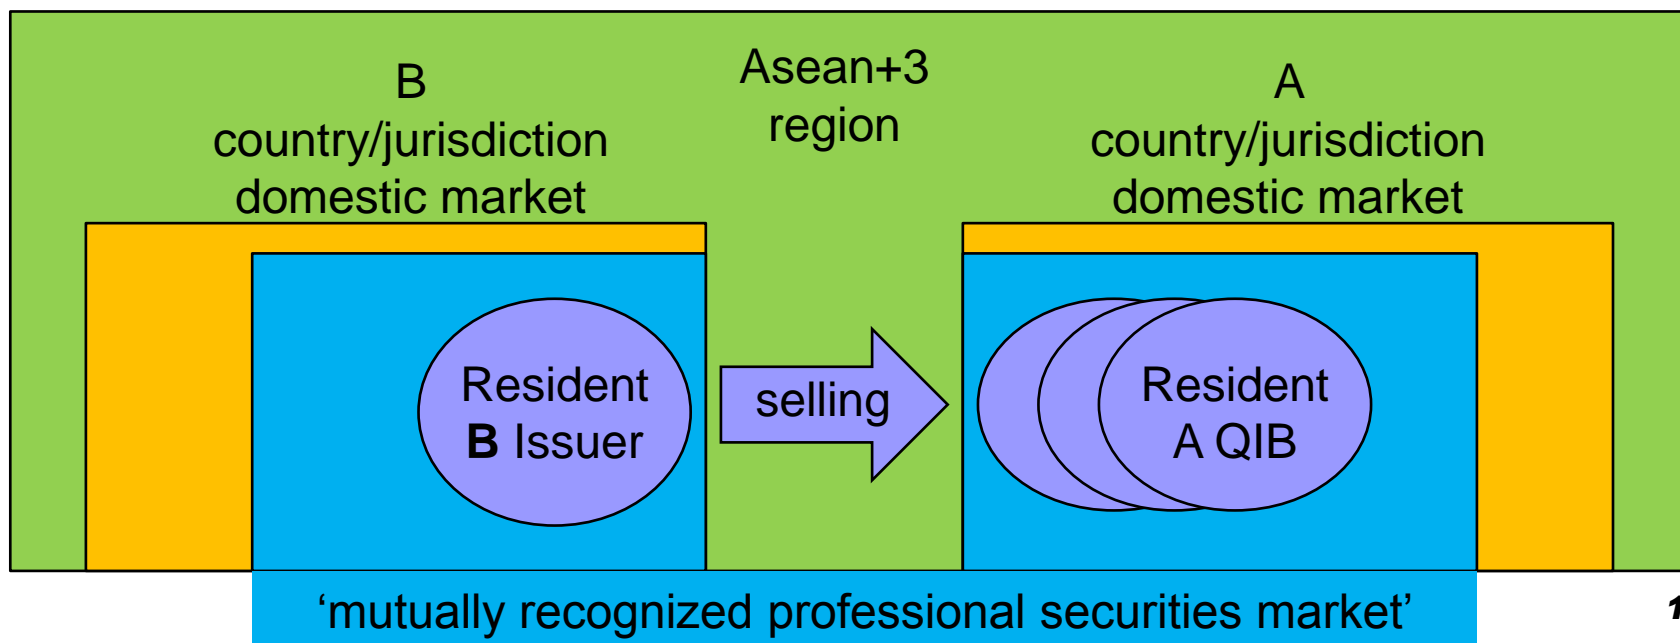 B
country/jurisdiction
domestic market
Asean+3
region
A
country/jurisdiction
domestic market
Resident
B Issuer
selling
Resident
A QIB
‘mutually recognized professional securities market’